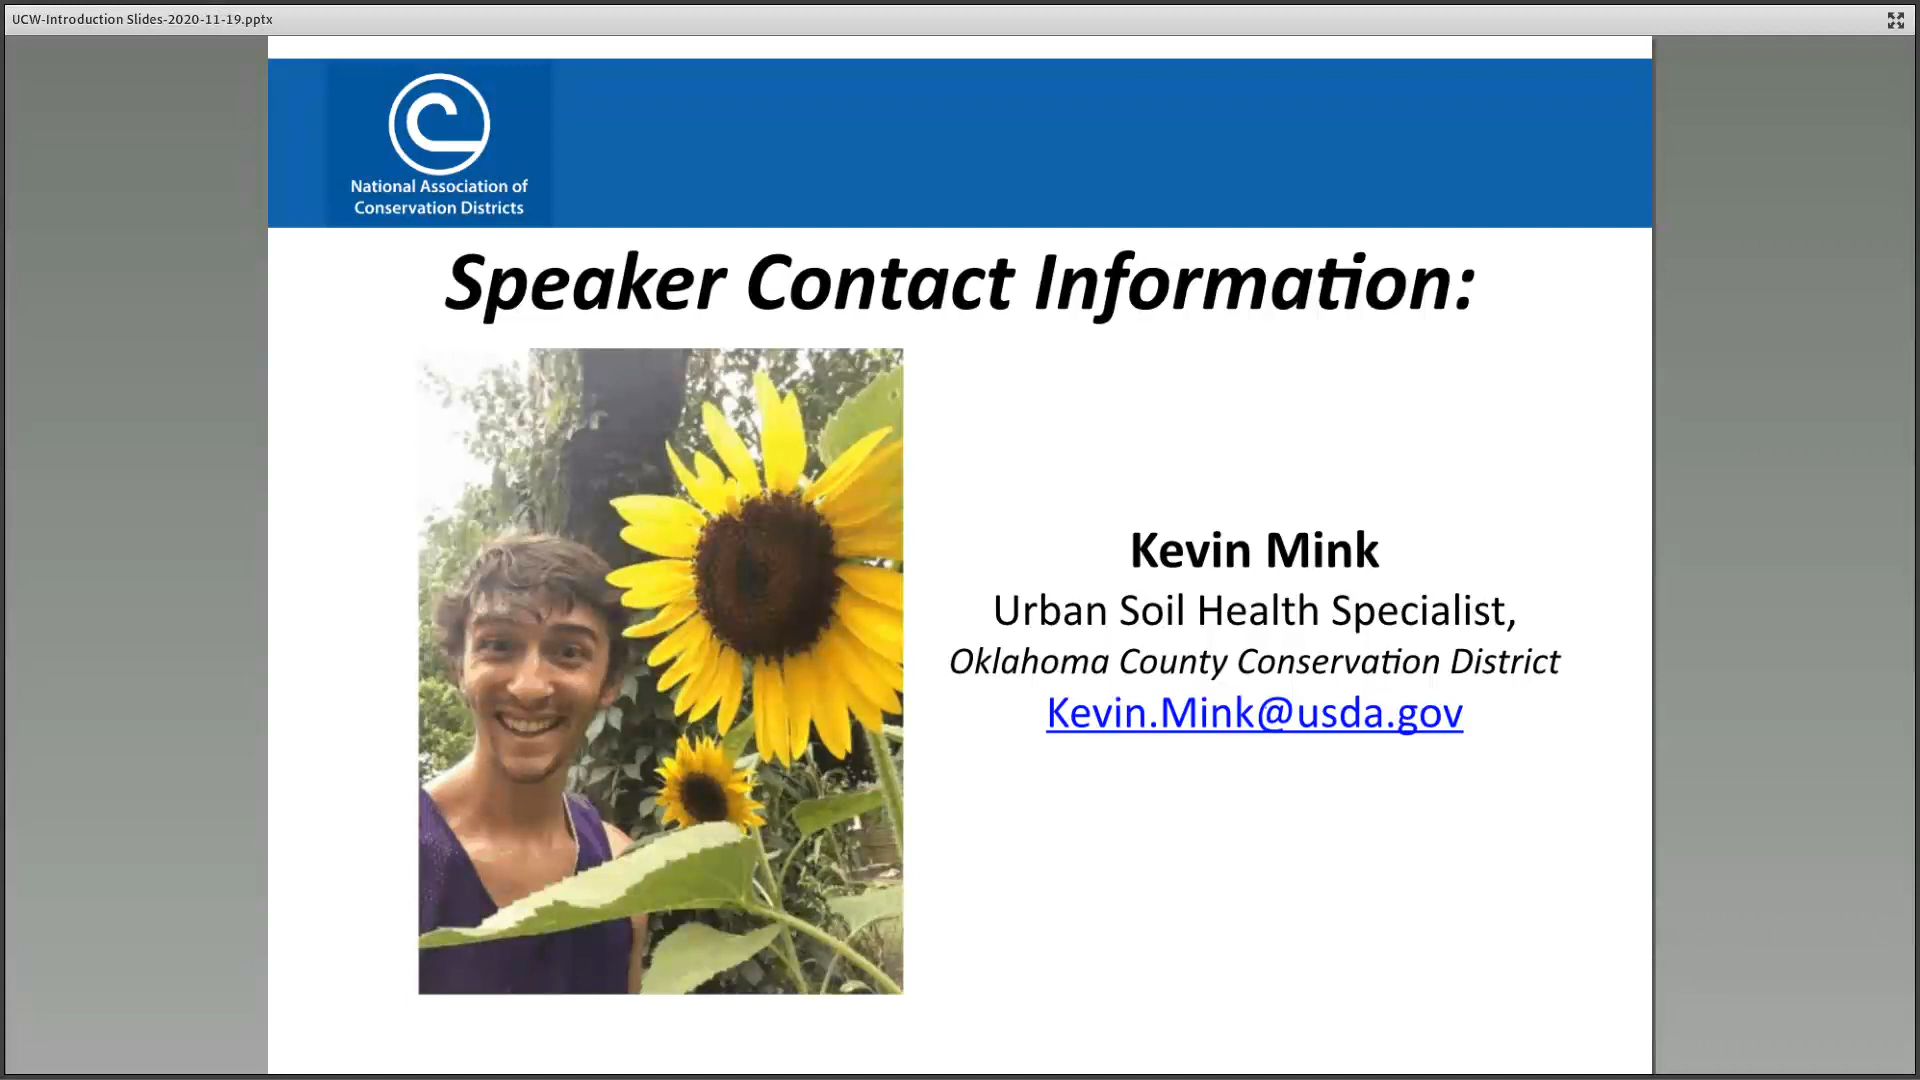 UCW-Introduction Slides-2020-11-19.pptx
National Association of
Conservation Districts
Speaker Contact Information:
Kevin Mink
Urban Soil Health Specialist,
Oklahoma County Conservation District
Kevin.Mink@usda.gov